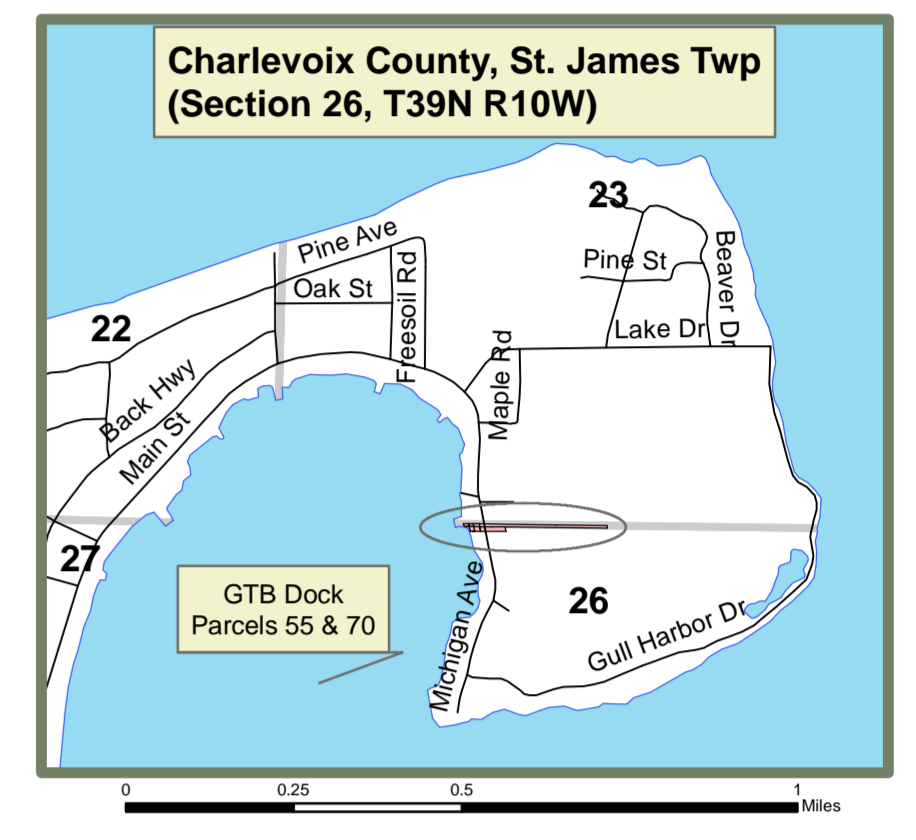 Charlevoix County, St. James Twp
(Section 26, T39N R10W)
23
Pine Ave
Beaver Dr
Pine St
Oak St
Freesoil Rd
22
Lake Dr
Maple Rd
Back Hwy
Main St
27
GTB Dock
Parcels 55 & 70
Michigan Ave
26
Gull Harbor Dr
0 0.25 0.5 1
Miles